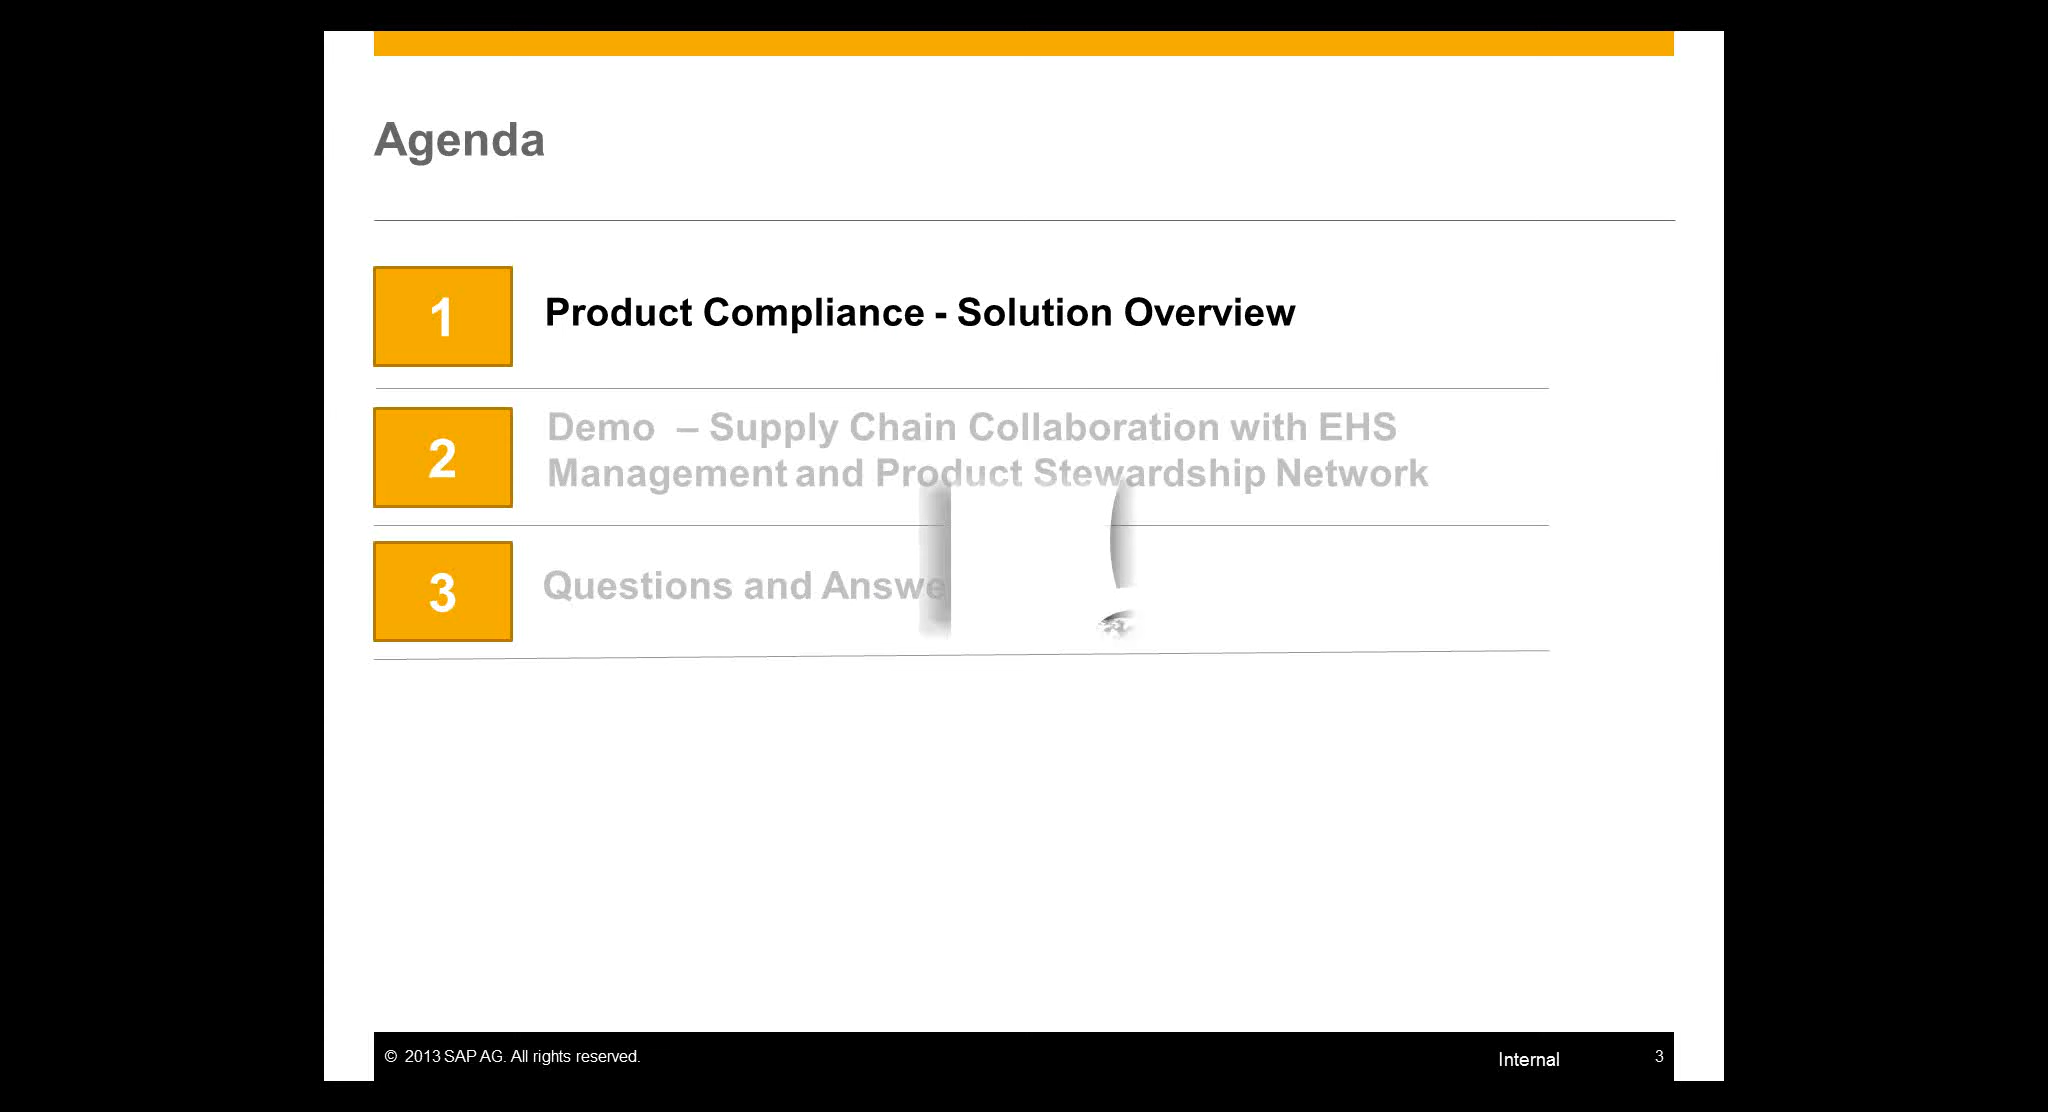 Agenda
1
Product Compliance - Solution Overview
2
Demo – Supply Chain Collaboration with EHS
Management and Product Stewardship Network
3
Questions and Answe
© 2013 SAP AG. All rights reserved.
Internal
3